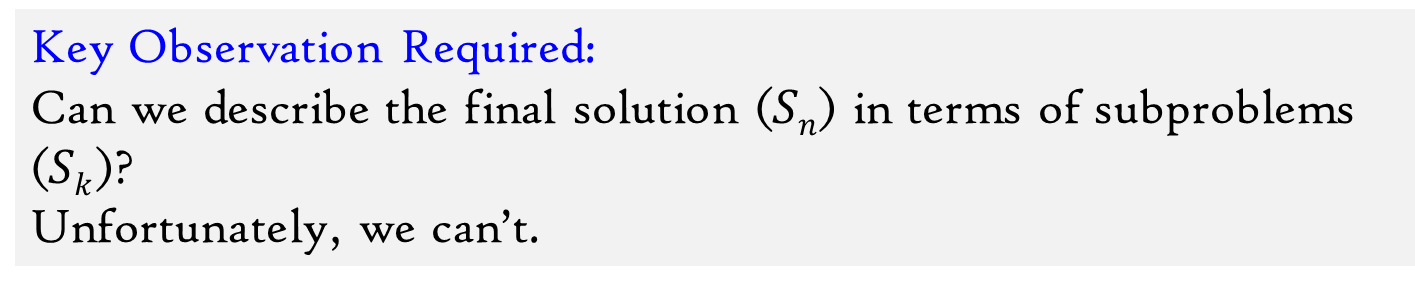 Key Observation Required:
Can we describe the final solution (Sₙ) in terms of subproblems
(Sₖ)?
Unfortunately, we can’t.